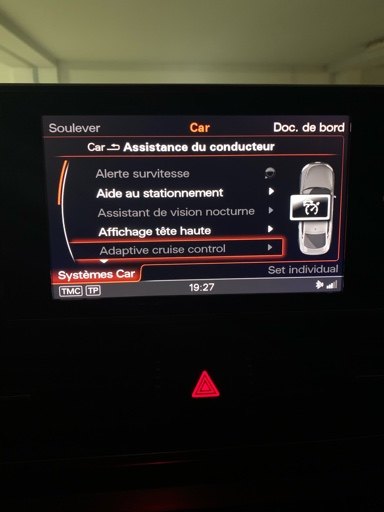 Soulever Car Doc. de bord
Car Assistance du conducteur
Alerte survitesse
Aide au stationnement
Assistant de vision nocturne
Affichage tête haute
Adaptive cruise control
Systèmes Car Set individual
TMC TP 19:27